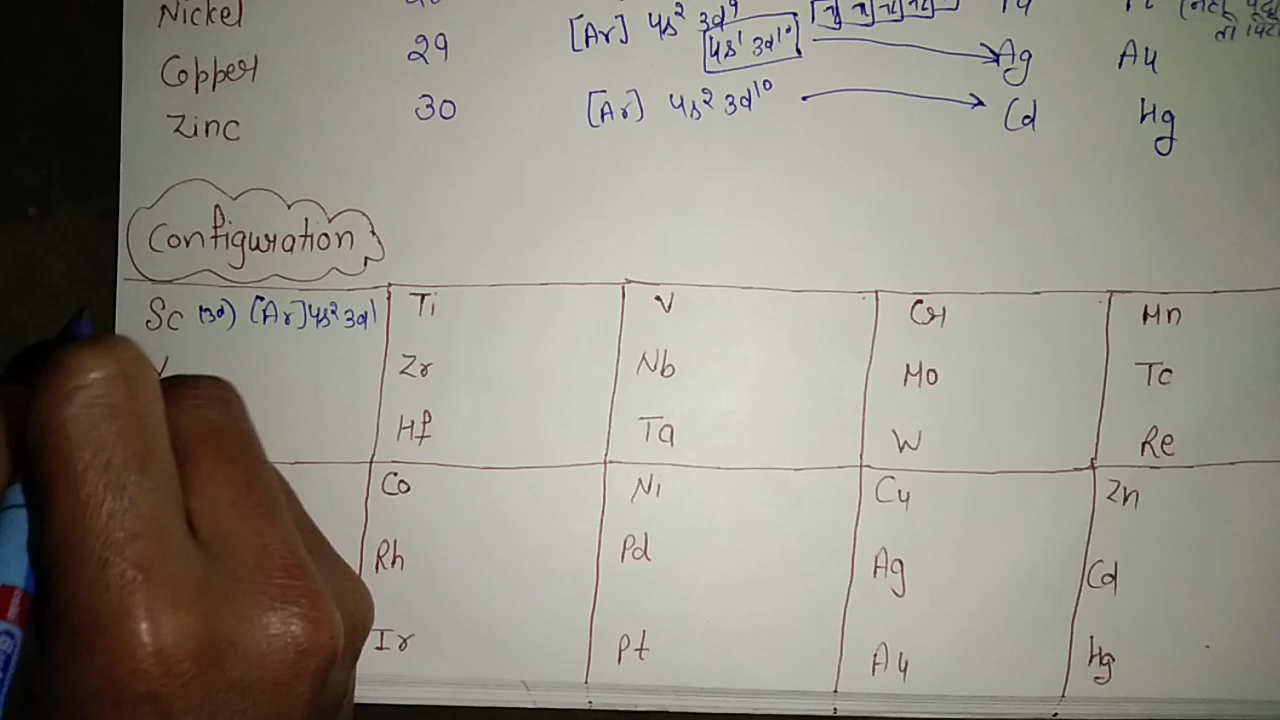 Nickel
[Ar] 4s² 3d⁹
Copper 29 4s¹ 3d¹⁰ Ag Au
Zinc 30 [Ar] 4s² 3d¹⁰ Cd Hg
Configuration
Sc (3d) [Ar] 4s² 3d¹ Ti V Cr Mn
Zr Nb Mo Tc
Hf Ta W Re
Co Ni Cu Zn
Rh Pd Ag Cd
Ir Pt Au Hg